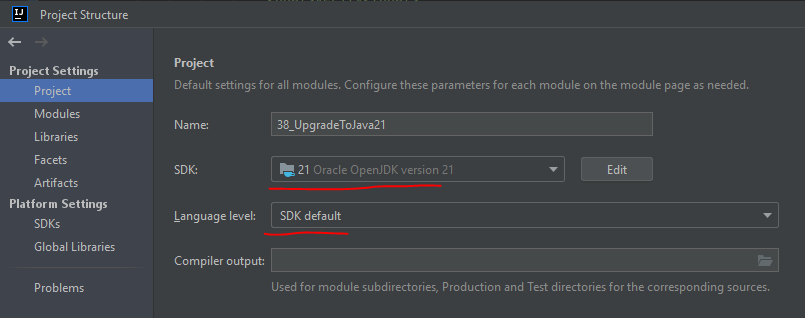 IJ Project Structure
Project Settings
Project
Modules
Libraries
Facets
Artifacts
Platform Settings
SDKs
Global Libraries
Problems
Project
Default settings for all modules. Configure these parameters for each module on the module page as needed.
Name: 38_UpgradeToJava21
SDK: 21 Oracle OpenJDK version 21 Edit
Language level: SDK default
Compiler output:
Used for module subdirectories, Production and Test directories for the corresponding sources.